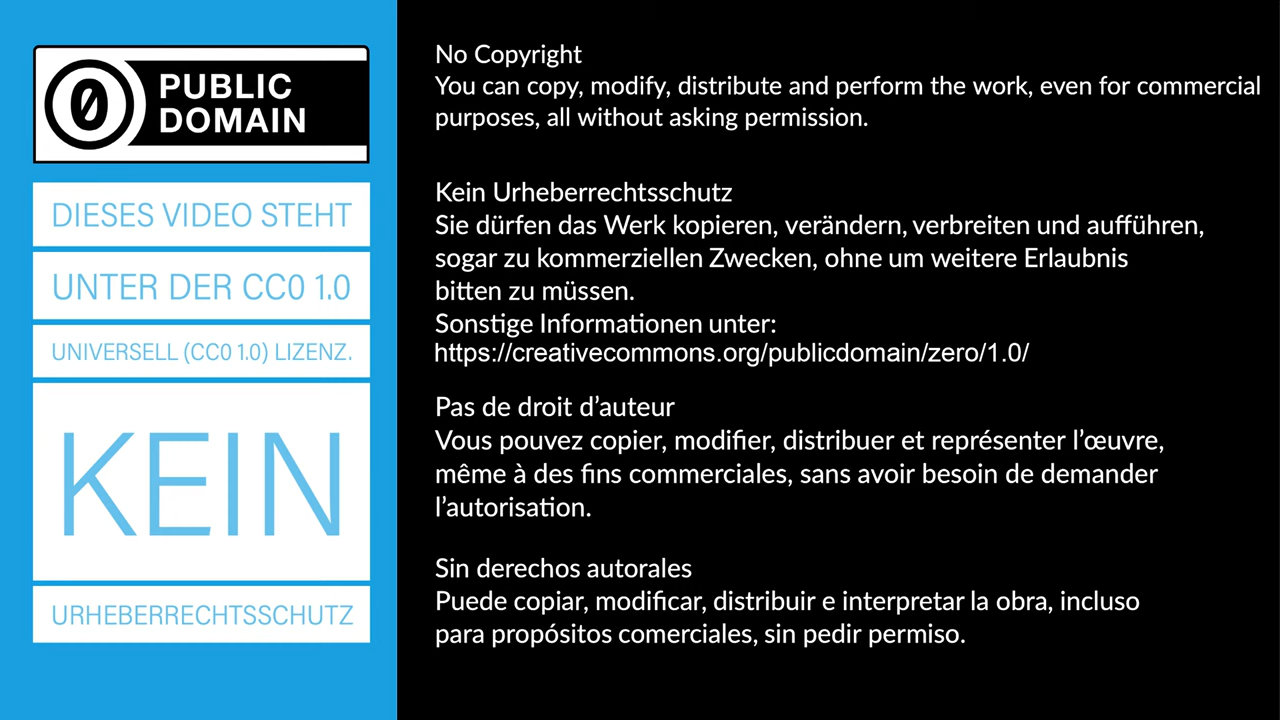 0 PUBLIC
DOMAIN
DIESES VIDEO STEHT
UNTER DER CC0 1.0
UNIVERSELL (CC0 1.0) LIZENZ.
KEIN
URHEBERRECHTSSCHUTZ
No Copyright
You can copy, modify, distribute and perform the work, even for commercial
purposes, all without asking permission.
Kein Urheberrechtsschutz
Sie dürfen das Werk kopieren, verändern, verbreiten und aufführen,
sogar zu kommerziellen Zwecken, ohne um weitere Erlaubnis
bitten zu müssen.
Sonstige Informationen unter:
https://creativecommons.org/publicdomain/zero/1.0/
Pas de droit d’auteur
Vous pouvez copier, modifier, distribuer et représenter l’œuvre,
même à des fins commerciales, sans avoir besoin de demander
l’autorisation.
Sin derechos autorales
Puede copiar, modificar, distribuir e interpretar la obra, incluso
para propósitos comerciales, sin pedir permiso.